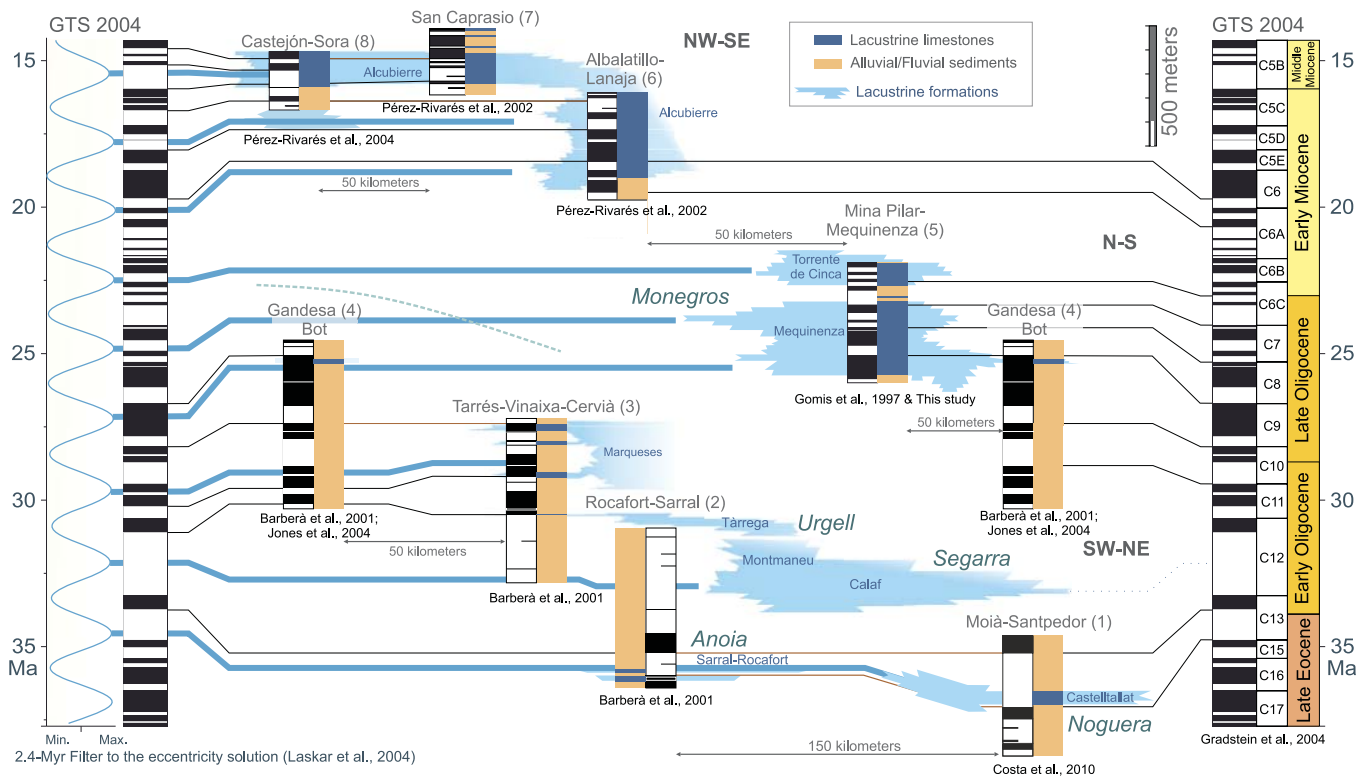 GTS 2004
San Caprasio (7)
NW-SE
GTS 2004
Castejón-Sora (8)
Albalatillo-
Lanaja (6)
Lacustrine limestones
Alluvial/Fluvial sediments
Lacustrine formations
500 meters
Alcubierre
Pérez-Rivarés et al., 2002
Pérez-Rivarés et al., 2004
Alcubierre
50 kilometers
Pérez-Rivarés et al., 2002
Mina Pilar-
Mequinenza (5)
50 kilometers
N-S
Torrente
de Cinca
Monegros
Gandesa (4)
Bot
Mequinenza
Gandesa (4)
Bot
Gomis et al., 1997 & This study
Tarrés-Vinaixa-Cervià (3)
50 kilometers
Marqueses
Rocafort-Sarral (2)
Barberà et al., 2001;
Jones et al., 2004
Barberà et al., 2001;
Jones et al., 2004
Tàrrega
Urgell
SW-NE
50 kilometers
Montmaneu
Segarra
Calaf
Barberà et al., 2001
Anoia
Moià-Santpedor (1)
Sarral-Rocafort
Castelltallat
Barberà et al., 2001
Noguera
150 kilometers
Costa et al., 2010
15
20
25
30
35
Ma
Min.
Max.
2.4-Myr Filter to the eccentricity solution (Laskar et al., 2004)
C5B
C5C
C5D
C5E
C6
C6A
C6B
C6C
C7
C8
C9
C10
C11
C12
C13
C15
C16
C17
Middle
Miocene
Early Miocene
Late Oligocene
Early Oligocene
Late Eocene
15
20
25
30
35
Ma
Gradstein et al., 2004